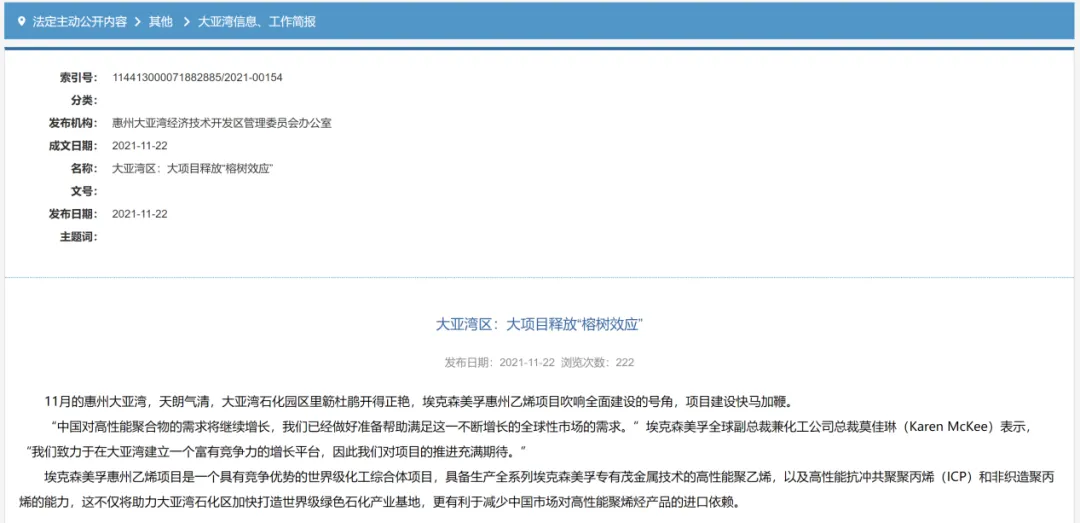 法定主动公开内容 > 其他 > 大亚湾信息、工作简报
索引号： 114413000071882885/2021-00154
分类：
发布机构： 惠州大亚湾经济技术开发区管理委员会办公室
成文日期： 2021-11-22
名称： 大亚湾区：大项目释放“榕树效应”
文号：
发布日期： 2021-11-22
主题词：
大亚湾区：大项目释放“榕树效应”
发布日期：2021-11-22 浏览次数：222
11月的惠州大亚湾，天朗气清，大亚湾石化园区里簕杜鹃开得正艳，埃克森美孚惠州乙烯项目吹响全面建设的号角，项目建设快马加鞭。
“中国对高性能聚合物的需求将继续增长，我们已经做好准备帮助满足这一不断增长的全球性市场的需求。”埃克森美孚全球副总裁兼化工公司总裁莫佳琳（Karen McKee）表示，
“我们致力于在大亚湾建立一个富有竞争力的增长平台，因此我们对项目的推进充满期待。”
埃克森美孚惠州乙烯项目是一个具有竞争优势的世界级化工综合体项目，具备生产全系列埃克森美孚专有茂金属技术的高性能聚乙烯，以及高性能抗冲共聚聚丙烯（ICP）和非织造聚丙
烯的能力，这不仅将助力大亚湾石化区加快打造世界级绿色石化产业基地，更有利于减少中国市场对高性能聚烯烃产品的进口依赖。